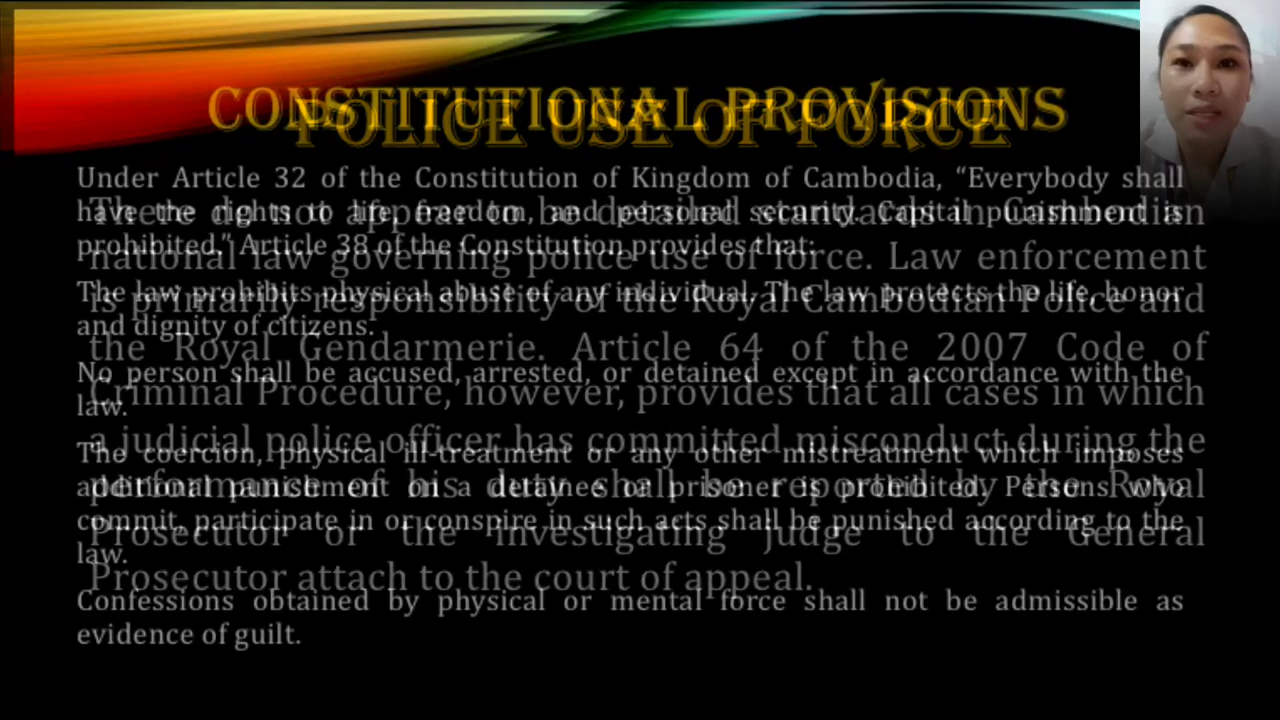 CONSTITUTIONAL PROVISIONS
Under Article 32 of the Constitution of Kingdom of Cambodia, “Everybody shall
have the rights to life, freedom, and personal security. Capital punishment is
prohibited.” Article 38 of the Constitution provides that:
The law prohibits physical abuse of any individual. The law protects the life, honor
and dignity of citizens.
No person shall be accused, arrested, or detained except in accordance with the
law.
The coercion, physical ill-treatment or any other mistreatment which imposes
additional punishment on a detainee or prisoner is prohibited. Persons who
commit, participate in or conspire in such acts shall be punished according to the
law.
Confessions obtained by physical or mental force shall not be admissible as
evidence of guilt.
POLICE USE OF FORCE
There do not appear to be detailed standards in Cambodian
national law governing police use of force. Law enforcement
is primarily responsibility of the Royal Cambodian Police and
the Royal Gendarmerie. Article 64 of the 2007 Code of
Criminal Procedure, however, provides that all cases in which
a judicial police officer has committed misconduct during the
performance of his duty shall be reported by the Royal
Prosecutor or the investigating judge to the General
Prosecutor attach to the court of appeal.